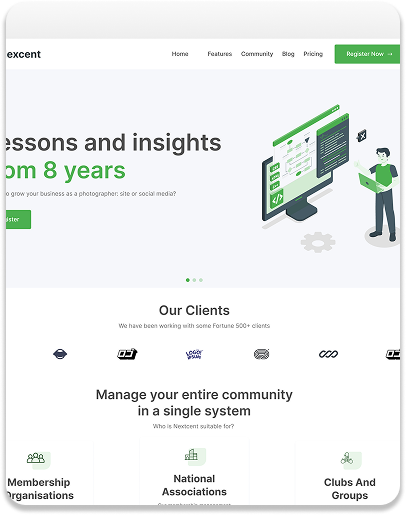 excent
Home Features Community Blog Pricing Register Now →
essons and insights
om 8 years
o grow your business as a photographer: site or social media?
ister
Our Clients
We have been working with some Fortune 500+ clients
Manage your entire community
in a single system
Who is Nextcent suitable for?
Membership
Organisations
National
Associations
Clubs And
Groups